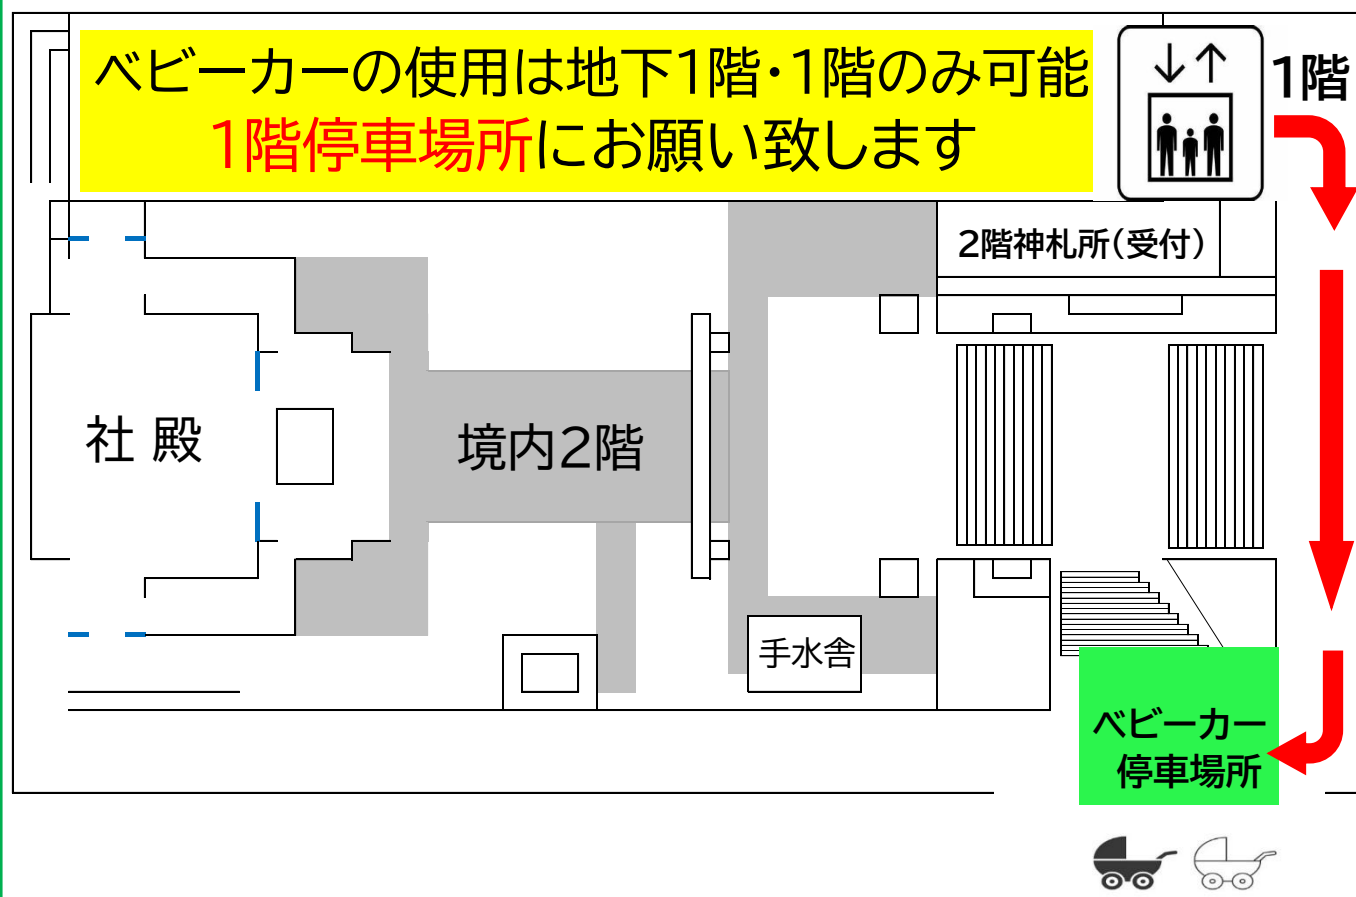 ベビーカーの使用は地下1階・1階のみ可能
1階停車場所にお願い致します
1階
2階神札所(受付)
社 殿
境内2階
手水舎
ベビーカー
停車場所